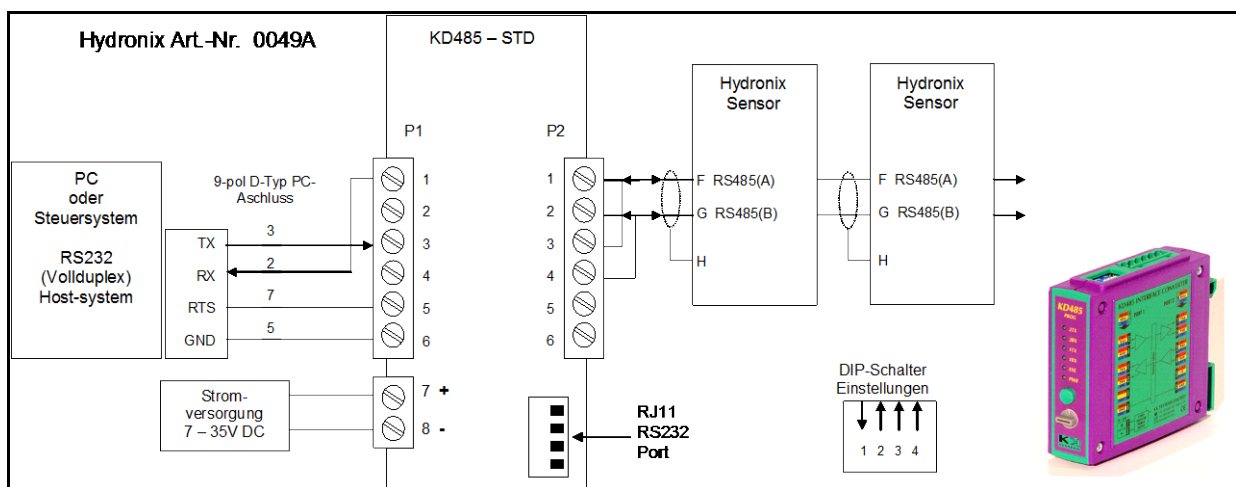 Hydronix Art.-Nr. 0049A
KD485 – STD
Hydronix
Sensor
Hydronix
Sensor
P1
P2
PC
oder
Steuersystem
RS232
(Vollduplex)
Host-system
9-pol D-Typ PC-
Aschluss
TX
3
RX
2
RTS
7
GND
5
1
2
3
4
5
6
7 +
8 -
1
2
3
4
5
6
F RS485(A)
G RS485(B)
H
F RS485(A)
G RS485(B)
H
Strom-
versorgung
7 – 35V DC
RJ11
RS232
Port
DIP-Schalter
Einstellungen
1 2 3 4
KD485 INTERFACE CONVERTER
KD485